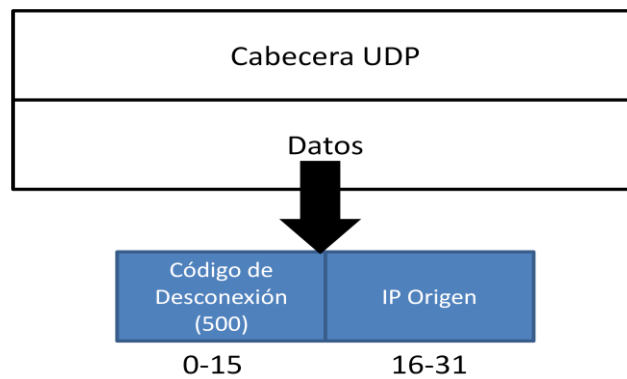 Cabecera UDP
Datos
Código de
Desconexión
(500)
IP Origen
0-15
16-31